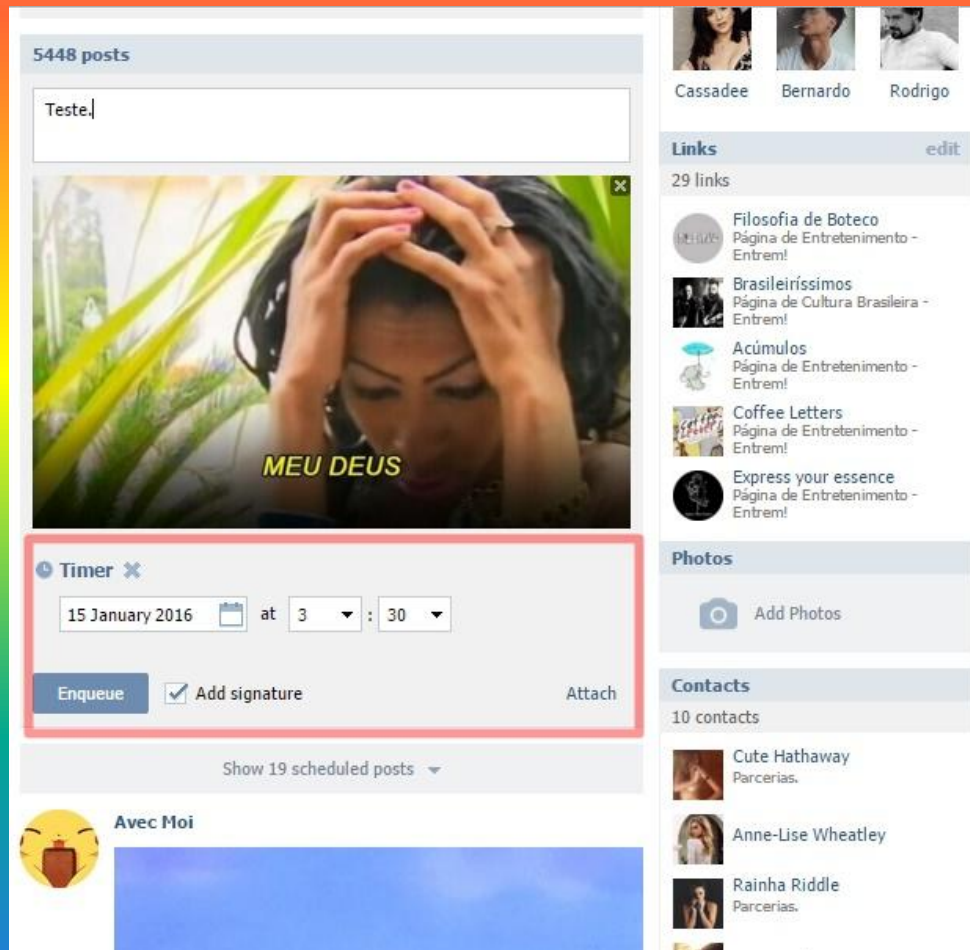 5448 posts
Teste.
MEU DEUS
Timer
15 January 2016 at 3 : 30
Enqueue Add signature Attach
Show 19 scheduled posts
Avec Moi
Cassadee Bernardo Rodrigo
Links edit
29 links
Filosofia de Boteco
Página de Entretenimento -
Entrem!
Brasileiríssimos
Página de Cultura Brasileira -
Entrem!
Acúmulos
Página de Entretenimento -
Entrem!
Coffee Letters
Página de Entretenimento -
Entrem!
Express your essence
Página de Entretenimento -
Entrem!
Photos
Add Photos
Contacts
10 contacts
Cute Hathaway
Parcerias.
Anne-Lise Wheatley
Rainha Riddle
Parcerias.